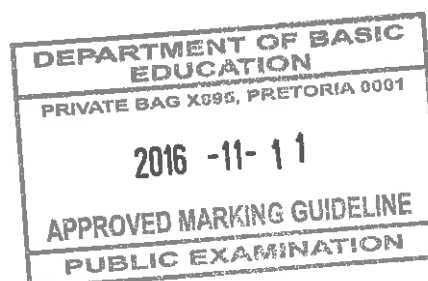 DEPARTMENT OF BASIC
EDUCATION
PRIVATE BAG X895, PRETORIA 0001
2016 -11- 11
APPROVED MARKING GUIDELINE
PUBLIC EXAMINATION